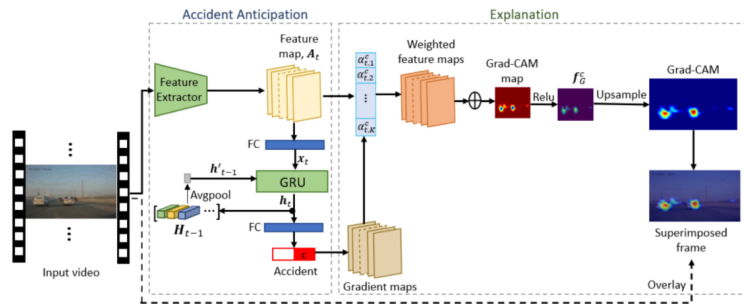 Accident Anticipation
Explanation
Feature
map, A_t
Feature
Extractor
α^c_{t,1}
α^c_{t,2}
⋮
α^c_{t,K}
Weighted
feature maps
Grad-CAM
map
Relu
f^c_G
Upsample
Grad-CAM
FC
x_t
h'_{t-1}
GRU
Avgpool
h_t
[...]
H_{t-1}
FC
c
Accident
Gradient maps
Superimposed
frame
Input video
Overlay